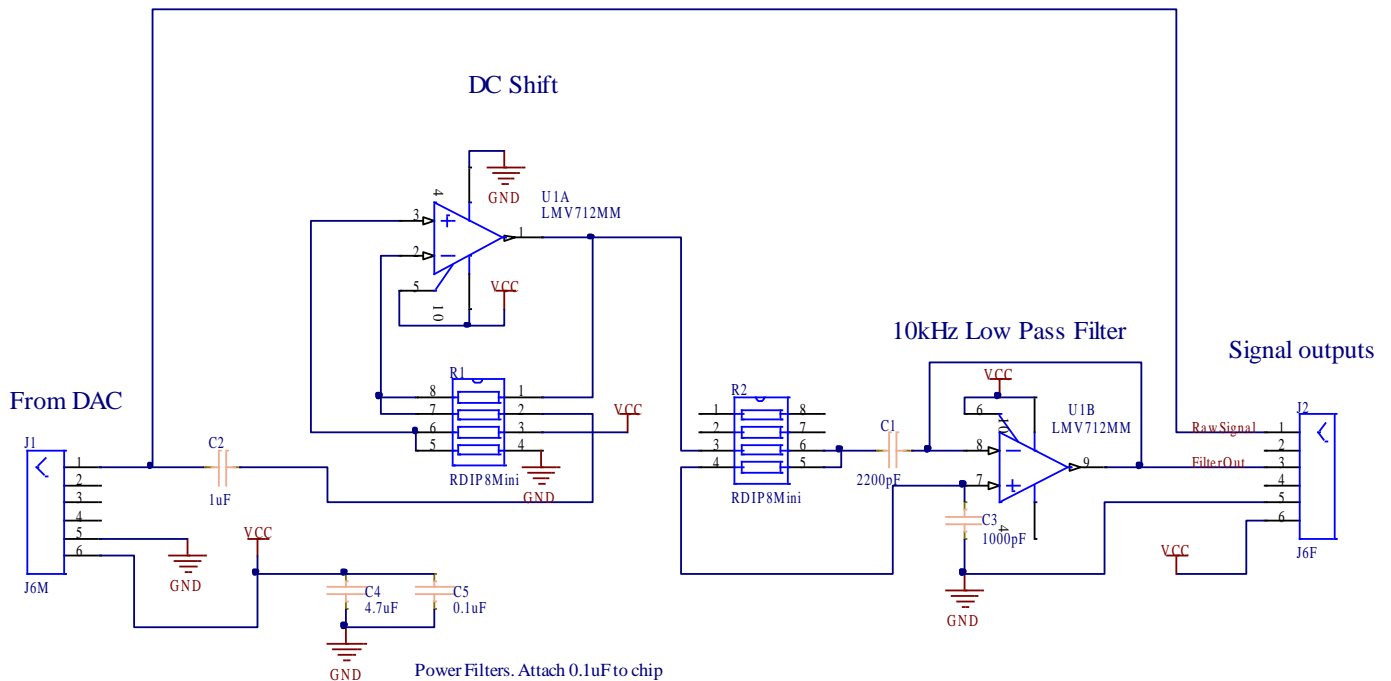 DC Shift
4
GND
U1A
LMV712MM
3
2
1
5
10
VCC
10kHz Low Pass Filter
Signal outputs
From DAC
R1
8
7
6
5
1
2
3
4
VCC
GND
RDIP8Mini
R2
1
2
3
4
8
7
6
5
RDIP8Mini
C1
2200pF
VCC
6
10
U1B
LMV712MM
8
7
9
4
C3
1000pF
GND
J2
RawSignal
FilterOut
1
2
3
4
5
6
J6F
VCC
J1
1
2
3
4
5
6
J6M
C2
1uF
GND
VCC
C4
4.7uF
C5
0.1uF
GND
Power Filters. Attach 0.1uF to chip